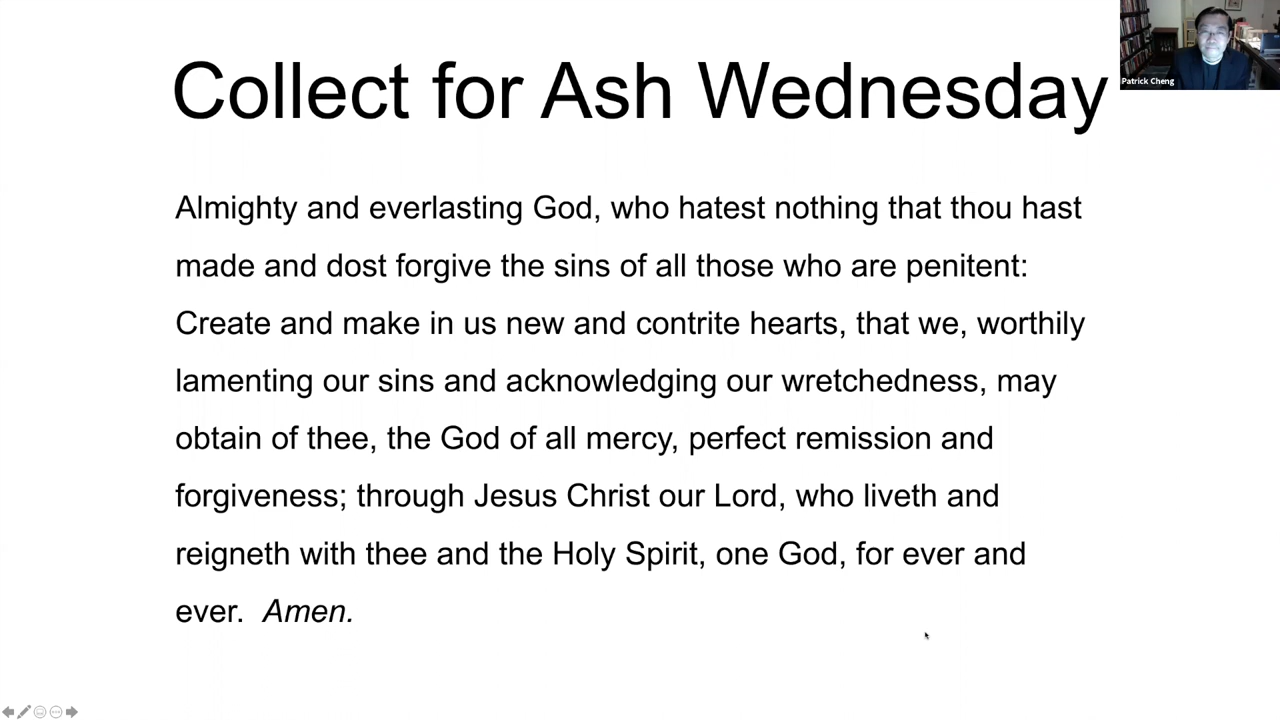 Collect for Ash Wednesday
Patrick Cheng
Almighty and everlasting God, who hatest nothing that thou hast
made and dost forgive the sins of all those who are penitent:
Create and make in us new and contrite hearts, that we, worthily
lamenting our sins and acknowledging our wretchedness, may
obtain of thee, the God of all mercy, perfect remission and
forgiveness; through Jesus Christ our Lord, who liveth and
reigneth with thee and the Holy Spirit, one God, for ever and
ever.  Amen.